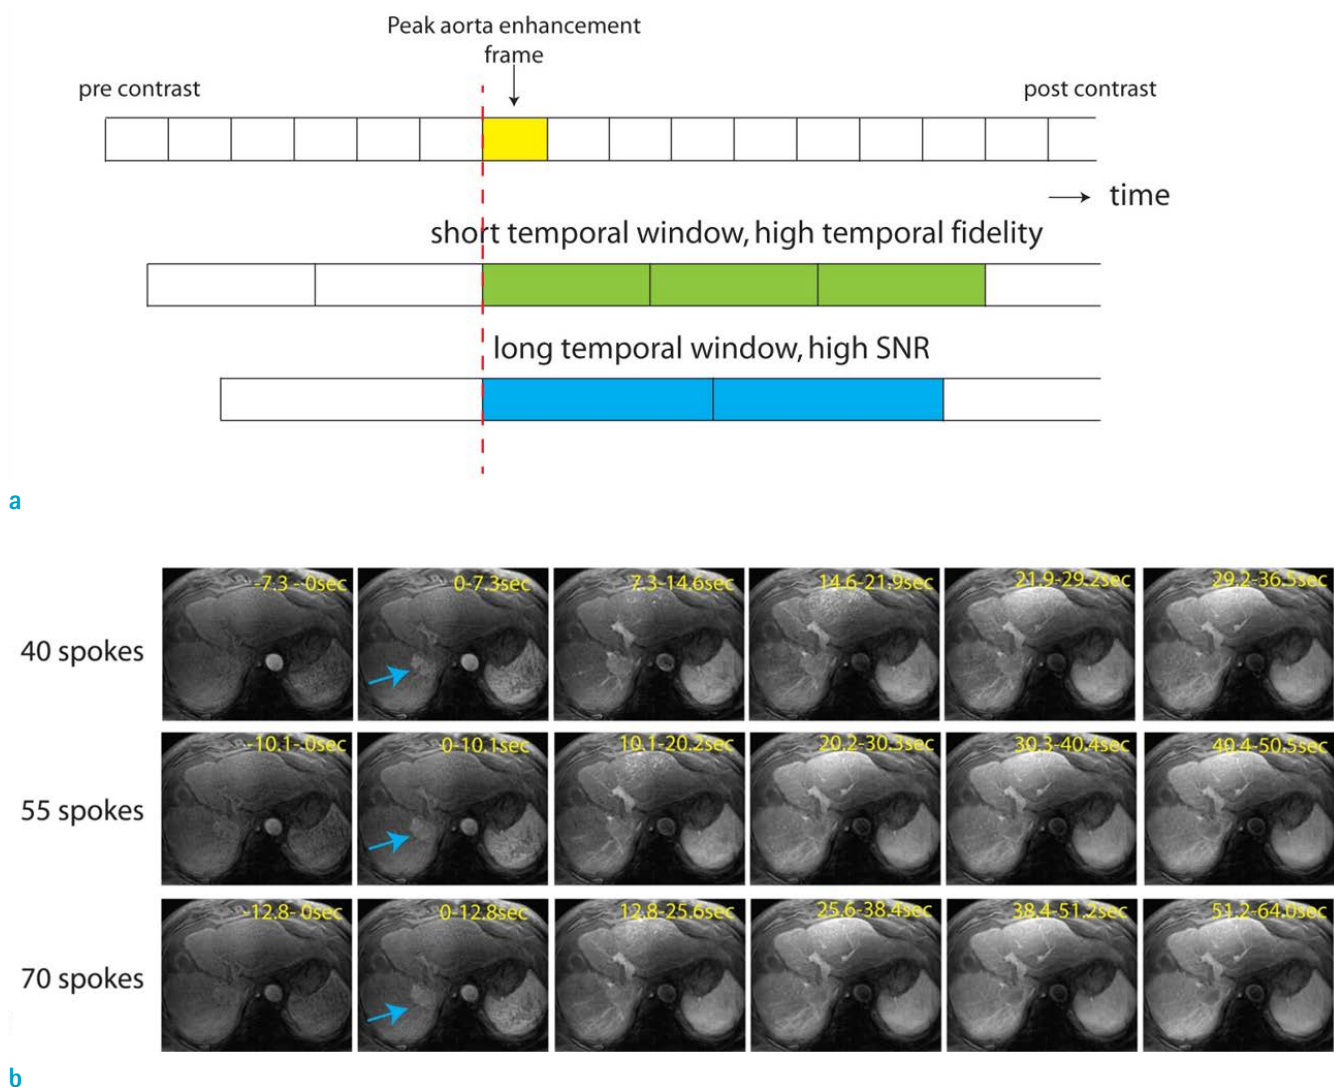 Peak aorta enhancement
frame
pre contrast
post contrast
time
short temporal window, high temporal fidelity
long temporal window, high SNR
a
40 spokes
-7.3 - 0sec
0-7.3sec
7.3-14.6sec
14.6-21.9sec
21.9-29.2sec
29.2-36.5sec
55 spokes
-10.1- 0sec
0-10.1sec
10.1-20.2sec
20.2-30.3sec
30.3-40.4sec
40.4-50.5sec
70 spokes
-12.8- 0sec
0-12.8sec
12.8-25.6sec
25.6-38.4sec
38.4-51.2sec
51.2-64.0sec
b